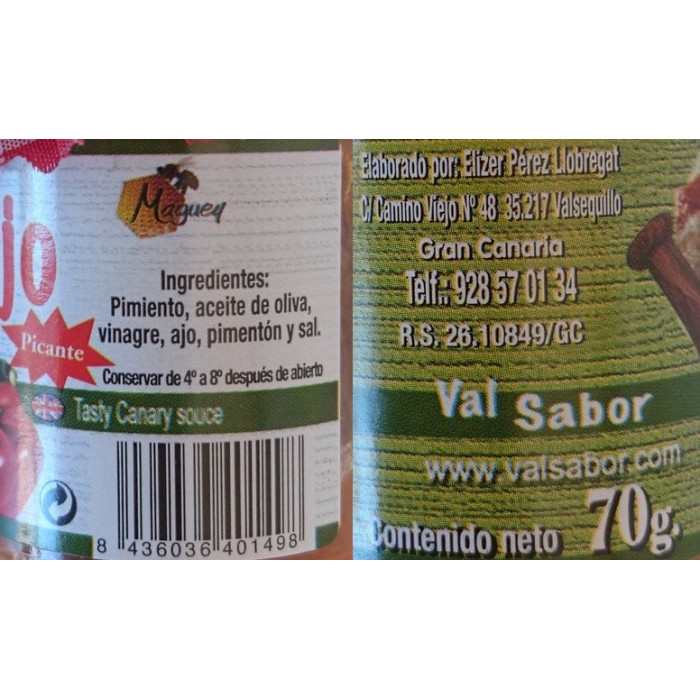 Maguey
jo
Ingredientes:
Pimiento, aceite de oliva,
vinagre, ajo, pimentón y sal.
Picante
Conservar de 4º a 8º después de abierto
Tasty Canary souce
8 436036 401498
Elaborado por: Elizer Pérez Llobregat
C/ Camino Viejo Nº 48 35.217 Valsequillo
Gran Canaria
Telf.: 928 57 01 34
R.S. 26.10849/GC
Val Sabor
www.valsabor.com
Contenido neto 70g.